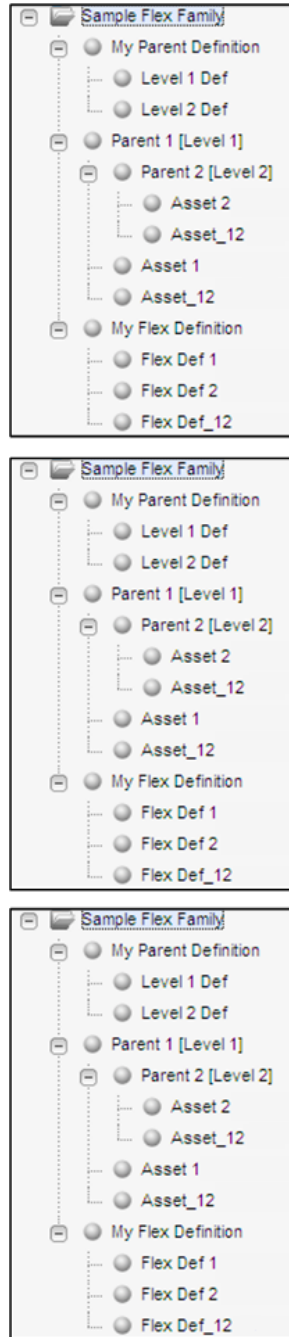 Sample Flex Family
My Parent Definition
Level 1 Def
Level 2 Def
Parent 1 [Level 1]
Parent 2 [Level 2]
Asset 2
Asset_12
Asset 1
Asset_12
My Flex Definition
Flex Def 1
Flex Def 2
Flex Def_12
Sample Flex Family
My Parent Definition
Level 1 Def
Level 2 Def
Parent 1 [Level 1]
Parent 2 [Level 2]
Asset 2
Asset_12
Asset 1
Asset_12
My Flex Definition
Flex Def 1
Flex Def 2
Flex Def_12
Sample Flex Family
My Parent Definition
Level 1 Def
Level 2 Def
Parent 1 [Level 1]
Parent 2 [Level 2]
Asset 2
Asset_12
Asset 1
Asset_12
My Flex Definition
Flex Def 1
Flex Def 2
Flex Def_12